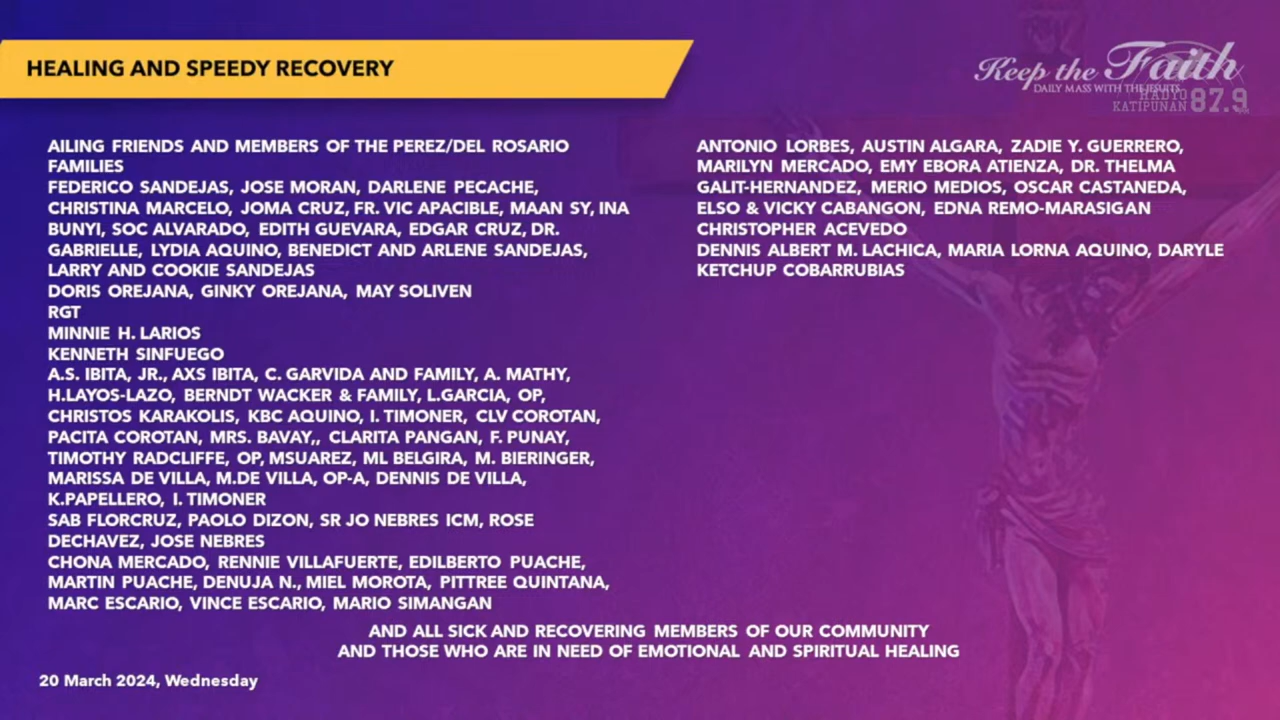 HEALING AND SPEEDY RECOVERY
Keep the Faith
DAILY MASS WITH THE JESUITS
RADYO
KATIPUNAN 87.9
AILING FRIENDS AND MEMBERS OF THE PEREZ/DEL ROSARIO
FAMILIES
FEDERICO SANDEJAS, JOSE MORAN, DARLENE PECACHE,
CHRISTINA MARCELO, JOMA CRUZ, FR. VIC APACIBLE, MAAN SY, INA
BUNYI, SOC ALVARADO, EDITH GUEVARA, EDGAR CRUZ, DR.
GABRIELLE, LYDIA AQUINO, BENEDICT AND ARLENE SANDEJAS,
LARRY AND COOKIE SANDEJAS
DORIS OREJANA, GINKY OREJANA, MAY SOLIVEN
RGT
MINNIE H. LARIOS
KENNETH SINFUEGO
A.S. IBITA, JR., AXS IBITA, C. GARVIDA AND FAMILY, A. MATHY,
H.LAYOS-LAZO, BERNDT WACKER & FAMILY, L.GARCIA, OP,
CHRISTOS KARAKOLIS, KBC AQUINO, I. TIMONER, CLV COROTAN,
PACITA COROTAN, MRS. BAVAY,, CLARITA PANGAN, F. PUNAY,
TIMOTHY RADCLIFFE, OP, MSUAREZ, ML BELGIRA, M. BIERINGER,
MARISSA DE VILLA, M.DE VILLA, OP-A, DENNIS DE VILLA,
K.PAPELLERO, I. TIMONER
SAB FLORCRUZ, PAOLO DIZON, SR JO NEBRES ICM, ROSE
DECHAVEZ, JOSE NEBRES
CHONA MERCADO, RENNIE VILLAFUERTE, EDILBERTO PUACHE,
MARTIN PUACHE, DENUJA N., MIEL MOROTA, PITTREE QUINTANA,
MARC ESCARIO, VINCE ESCARIO, MARIO SIMANGAN
ANTONIO LORBES, AUSTIN ALGARA, ZADIE Y. GUERRERO,
MARILYN MERCADO, EMY EBORA ATIENZA, DR. THELMA
GALIT-HERNANDEZ, MERIO MEDIOS, OSCAR CASTANEDA,
ELSO & VICKY CABANGON, EDNA REMO-MARASIGAN
CHRISTOPHER ACEVEDO
DENNIS ALBERT M. LACHICA, MARIA LORNA AQUINO, DARYLE
KETCHUP COBARRUBIAS
AND ALL SICK AND RECOVERING MEMBERS OF OUR COMMUNITY
AND THOSE WHO ARE IN NEED OF EMOTIONAL AND SPIRITUAL HEALING
20 March 2024, Wednesday